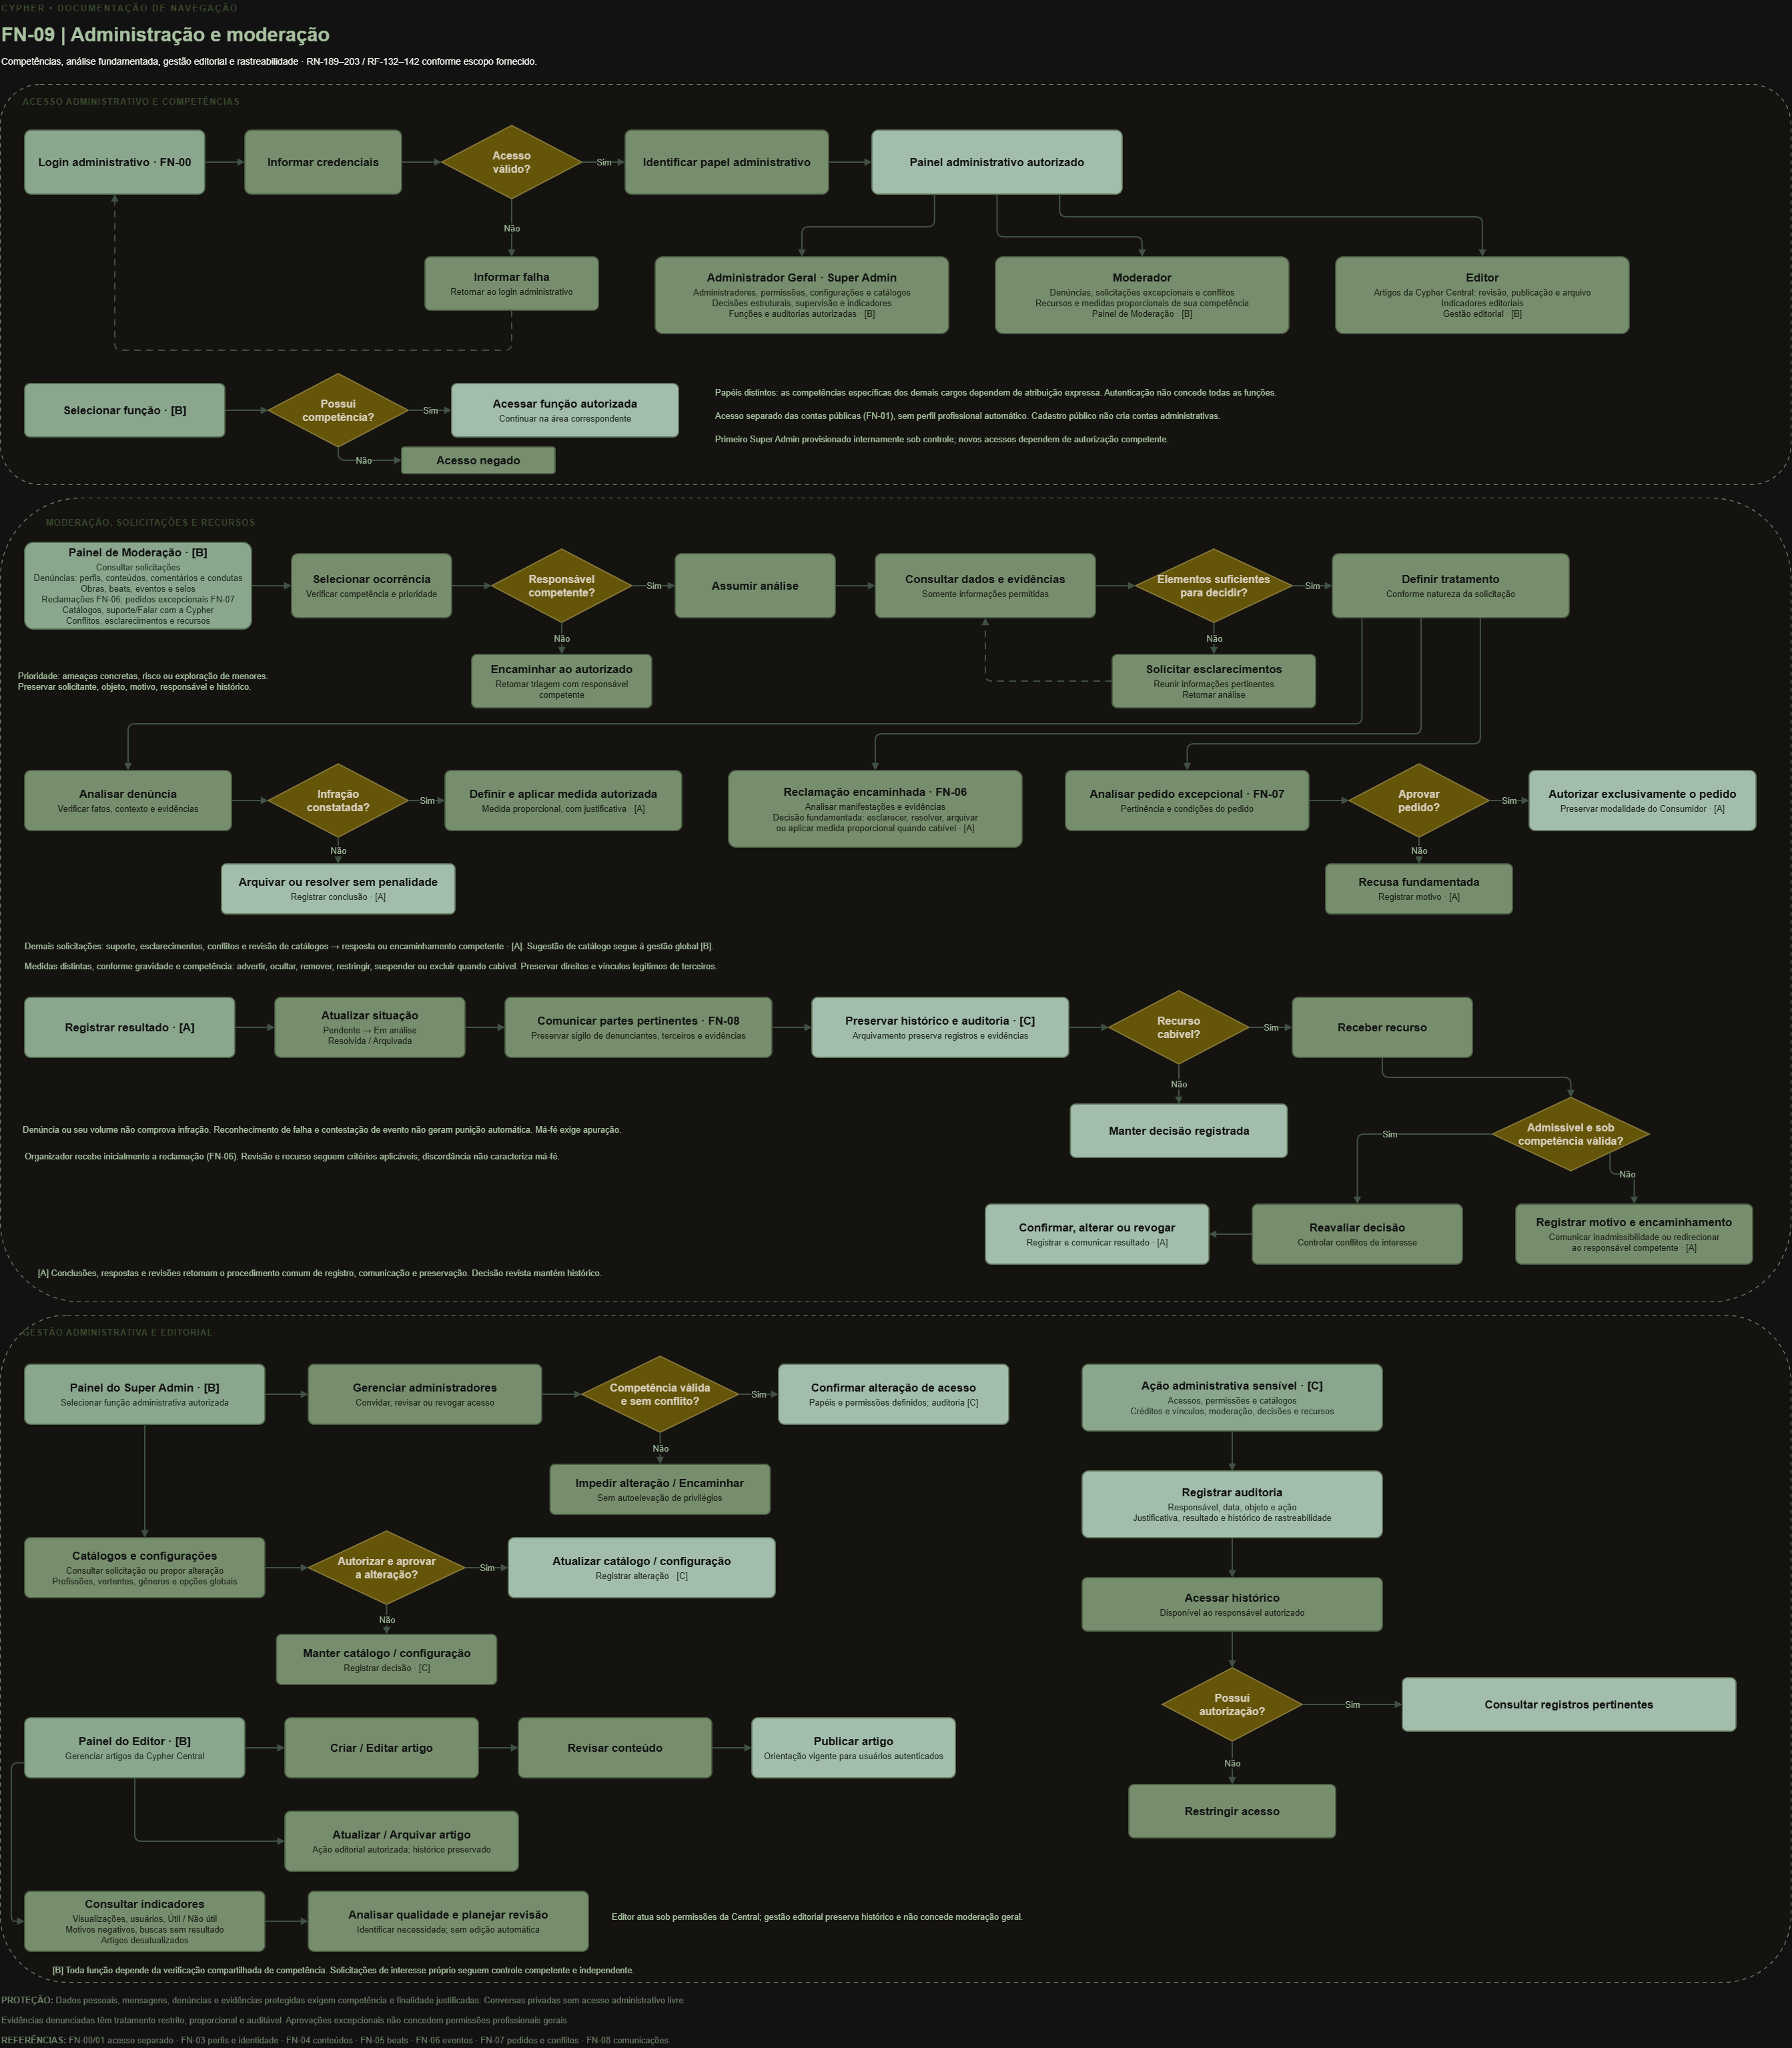 CYPHER • DOCUMENTAÇÃO DE NAVEGAÇÃO
FN-09 | Administração e moderação
Competências, análise fundamentada, gestão editorial e rastreabilidade · RN-189–203 / RF-132–142 conforme escopo fornecido.
ACESSO ADMINISTRATIVO E COMPETÊNCIAS
Login administrativo · FN-00
Informar credenciais
Acesso
válido?
Sim
Identificar papel administrativo
Painel administrativo autorizado
Não
Informar falha
Retornar ao login administrativo
Administrador Geral · Super Admin
Administradores, permissões, configurações e catálogos
Decisões estruturais, supervisão e indicadores
Funções e auditorias autorizadas · [B]
Moderador
Denúncias, solicitações excepcionais e conflitos
Recursos e medidas proporcionais de sua competência
Painel de Moderação · [B]
Editor
Artigos da Cypher Central: revisão, publicação e arquivo
Indicadores editoriais
Gestão editorial · [B]
Selecionar função · [B]
Possui
competência?
Sim
Acessar função autorizada
Continuar na área correspondente
Não
Acesso negado
Papéis distintos: as competências específicas dos demais cargos dependem de atribuição expressa. Autenticação não concede todas as funções.
Acesso separado das contas públicas (FN-01), sem perfil profissional automático. Cadastro público não cria contas administrativas.
Primeiro Super Admin provisionado internamente sob controle; novos acessos dependem de autorização competente.
MODERAÇÃO, SOLICITAÇÕES E RECURSOS
Painel de Moderação · [B]
Consultar solicitações
Denúncias: perfis, conteúdos, comentários e condutas
Obras, beats, eventos e selos
Reclamações FN-06; pedidos excepcionais FN-07
Catálogos, suporte/Falar com a Cypher
Conflitos, esclarecimentos e recursos
Selecionar ocorrência
Verificar competência e prioridade
Responsável
competente?
Sim
Assumir análise
Consultar dados e evidências
Somente informações permitidas
Elementos suficientes
para decidir?
Sim
Definir tratamento
Conforme natureza da solicitação
Não
Encaminhar ao autorizado
Retomar triagem com responsável
competente
Não
Solicitar esclarecimentos
Reunir informações pertinentes
Retomar análise
Prioridade: ameaças concretas, risco ou exploração de menores.
Preservar solicitante, objeto, motivo, responsável e histórico.
Analisar denúncia
Verificar fatos, contexto e evidências
Infração
constatada?
Sim
Definir e aplicar medida autorizada
Medida proporcional, com justificativa · [A]
Não
Arquivar ou resolver sem penalidade
Registrar conclusão · [A]
Reclamação encaminhada · FN-06
Analisar manifestações e evidências
Decisão fundamentada: esclarecer, resolver, arquivar
ou aplicar medida proporcional quando cabível · [A]
Analisar pedido excepcional · FN-07
Pertinência e condições do pedido
Aprovar
pedido?
Sim
Autorizar exclusivamente o pedido
Preservar modalidade do Consumidor · [A]
Não
Recusa fundamentada
Registrar motivo · [A]
Demais solicitações: suporte, esclarecimentos, conflitos e revisão de catálogos → resposta ou encaminhamento competente · [A]. Sugestão de catálogo segue à gestão global [B].
Medidas distintas, conforme gravidade e competência: advertir, ocultar, remover, restringir, suspender ou excluir quando cabível. Preservar direitos e vínculos legítimos de terceiros.
Registrar resultado · [A]
Atualizar situação
Pendente → Em análise
Resolvida / Arquivada
Comunicar partes pertinentes · FN-08
Preservar sigilo de denunciantes, terceiros e evidências
Preservar histórico e auditoria · [C]
Arquivamento preserva registros e evidências
Recurso
cabível?
Sim
Receber recurso
Não
Manter decisão registrada
Admissível e sob
competência válida?
Sim
Não
Denúncia ou seu volume não comprova infração. Reconhecimento de falha e contestação de evento não geram punição automática. Má-fé exige apuração.
Organizador recebe inicialmente a reclamação (FN-06). Revisão e recurso seguem critérios aplicáveis; discordância não caracteriza má-fé.
Confirmar, alterar ou revogar
Registrar e comunicar resultado · [A]
Reavaliar decisão
Controlar conflitos de interesse
Registrar motivo e encaminhamento
Comunicar inadmissibilidade ou redirecionar
ao responsável competente · [A]
[A] Conclusões, respostas e revisões retomam o procedimento comum de registro, comunicação e preservação. Decisão revista mantém histórico.
GESTÃO ADMINISTRATIVA E EDITORIAL
Painel do Super Admin · [B]
Selecionar função administrativa autorizada
Gerenciar administradores
Convidar, revisar ou revogar acesso
Competência válida
e sem conflito?
Sim
Confirmar alteração de acesso
Papéis e permissões definidos; auditoria [C]
Não
Impedir alteração / Encaminhar
Sem autoelevação de privilégios
Catálogos e configurações
Consultar solicitação ou propor alteração
Profissões, vertentes, gêneros e opções globais
Autorizar e aprovar
a alteração?
Sim
Atualizar catálogo / configuração
Registrar alteração · [C]
Não
Manter catálogo / configuração
Registrar decisão · [C]
Ação administrativa sensível · [C]
Acessos, permissões e catálogos
Créditos e vínculos; moderação, decisões e recursos
Registrar auditoria
Responsável, data, objeto e ação
Justificativa, resultado e histórico de rastreabilidade
Acessar histórico
Disponível ao responsável autorizado
Possui
autorização?
Sim
Consultar registros pertinentes
Não
Restringir acesso
Painel do Editor · [B]
Gerenciar artigos da Cypher Central
Criar / Editar artigo
Revisar conteúdo
Publicar artigo
Orientação vigente para usuários autenticados
Atualizar / Arquivar artigo
Ação editorial autorizada; histórico preservado
Consultar indicadores
Visualizações, usuários, Útil / Não útil
Motivos negativos, buscas sem resultado
Artigos desatualizados
Analisar qualidade e planejar revisão
Identificar necessidade; sem edição automática
Editor atua sob permissões da Central; gestão editorial preserva histórico e não concede moderação geral.
[B] Toda função depende da verificação compartilhada de competência. Solicitações de interesse próprio seguem controle competente e independente.
PROTEÇÃO: Dados pessoais, mensagens, denúncias e evidências protegidas exigem competência e finalidade justificadas. Conversas privadas sem acesso administrativo livre.
Evidências denunciadas têm tratamento restrito, proporcional e auditável. Aprovações excepcionais não concedem permissões profissionais gerais.
REFERÊNCIAS: FN-00/01 acesso separado · FN-03 perfis e identidade · FN-04 conteúdos · FN-05 beats · FN-06 eventos · FN-07 pedidos e conflitos · FN-08 comunicações.